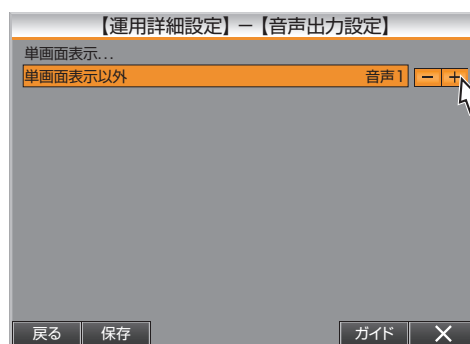 【運用詳細設定】－【音声出力設定】
単画面表示...
単画面表示以外 音声1 － ＋
戻る 保存 ガイド ×